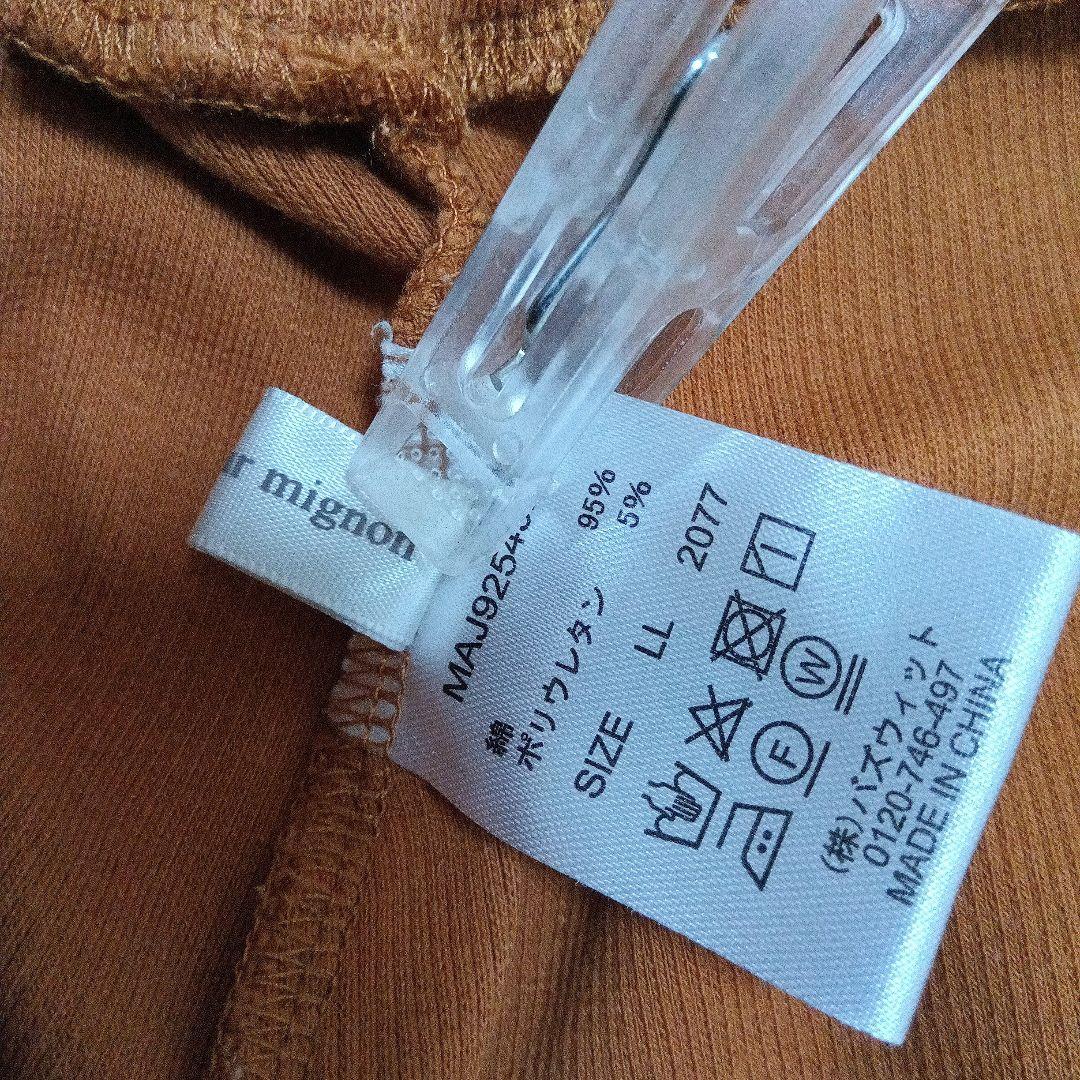 mignon
綿 95%
ポリウレタン 5%
SIZE LL 2077
W
F
(株)バズウィット
0120-746-497
MADE IN CHINA